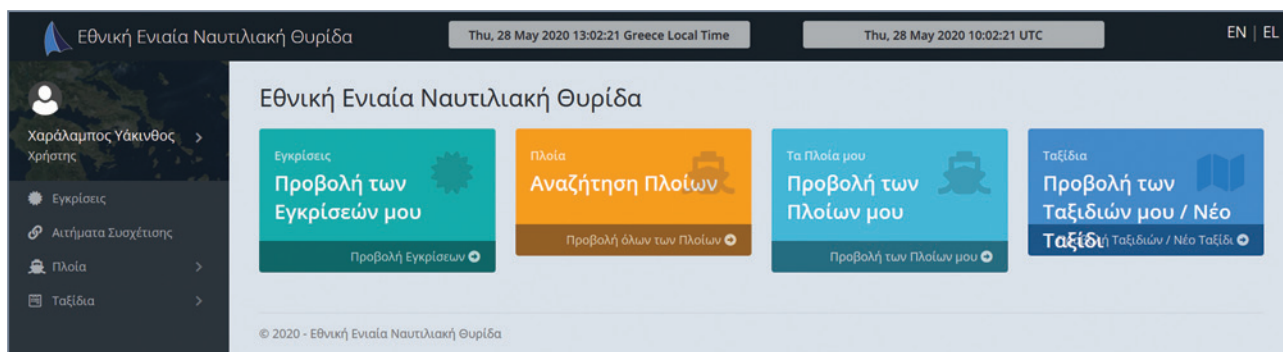 Εθνική Ενιαία Ναυτιλιακή Θυρίδα
Thu, 28 May 2020 13:02:21 Greece Local Time
Thu, 28 May 2020 10:02:21 UTC
EN | EL
Χαράλαμπος Υάκινθος
Χρήστης
Εγκρίσεις
Αιτήματα Συσχέτισης
Πλοία
Ταξίδια
Εθνική Ενιαία Ναυτιλιακή Θυρίδα
Εγκρίσεις
Προβολή των
Εγκρίσεών μου
Προβολή Εγκρίσεων
Πλοία
Αναζήτηση Πλοίων
Προβολή όλων των Πλοίων
Τα Πλοία μου
Προβολή των
Πλοίων μου
Προβολή των Πλοίων μου
Ταξίδια
Προβολή των
Ταξιδιών μου / Νέο
Ταξίδι
Ταξιδιών / Νέο Ταξίδι
© 2020 - Εθνική Ενιαία Ναυτιλιακή Θυρίδα